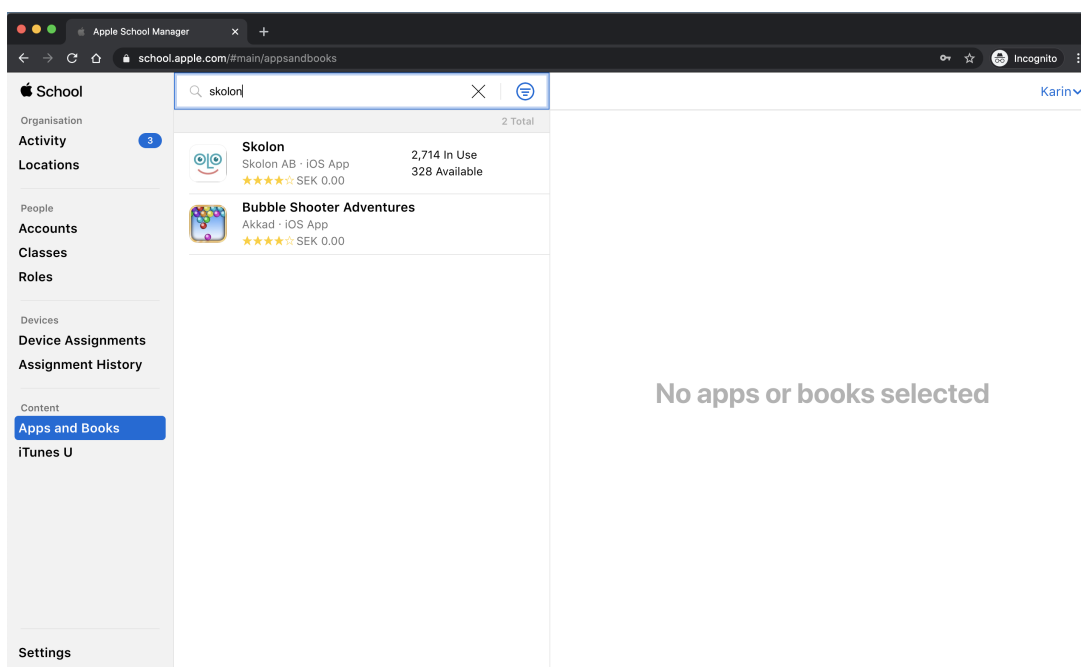 Apple School Manager
school.apple.com/#main/appsandbooks
Incognito
School
skolon
Karin
Organisation
2 Total
Activity 3
Locations
Skolon
Skolon AB · iOS App
SEK 0.00
2,714 In Use
328 Available
People
Accounts
Classes
Roles
Bubble Shooter Adventures
Akkad · iOS App
SEK 0.00
Devices
Device Assignments
Assignment History
No apps or books selected
Content
Apps and Books
iTunes U
Settings